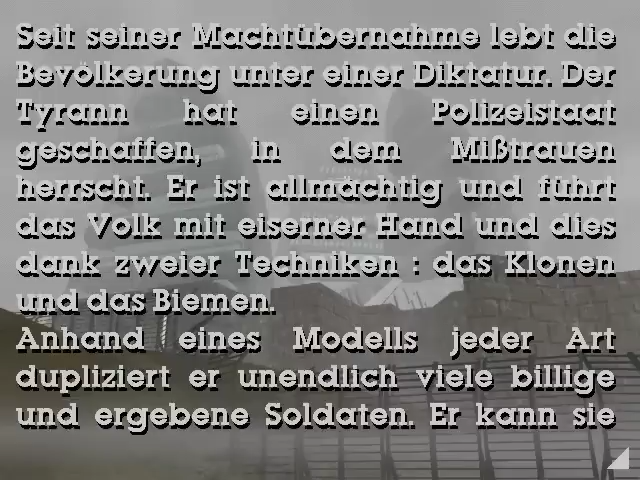 Seit seiner Machtübernahme lebt die
Bevölkerung unter einer Diktatur. Der
Tyrann hat einen Polizeistaat
geschaffen, in dem Mißtrauen
herrscht. Er ist allmächtig und führt
das Volk mit eiserner Hand und dies
dank zweier Techniken : das Klonen
und das Biemen.
Anhand eines Modells jeder Art
dupliziert er unendlich viele billige
und ergebene Soldaten. Er kann sie